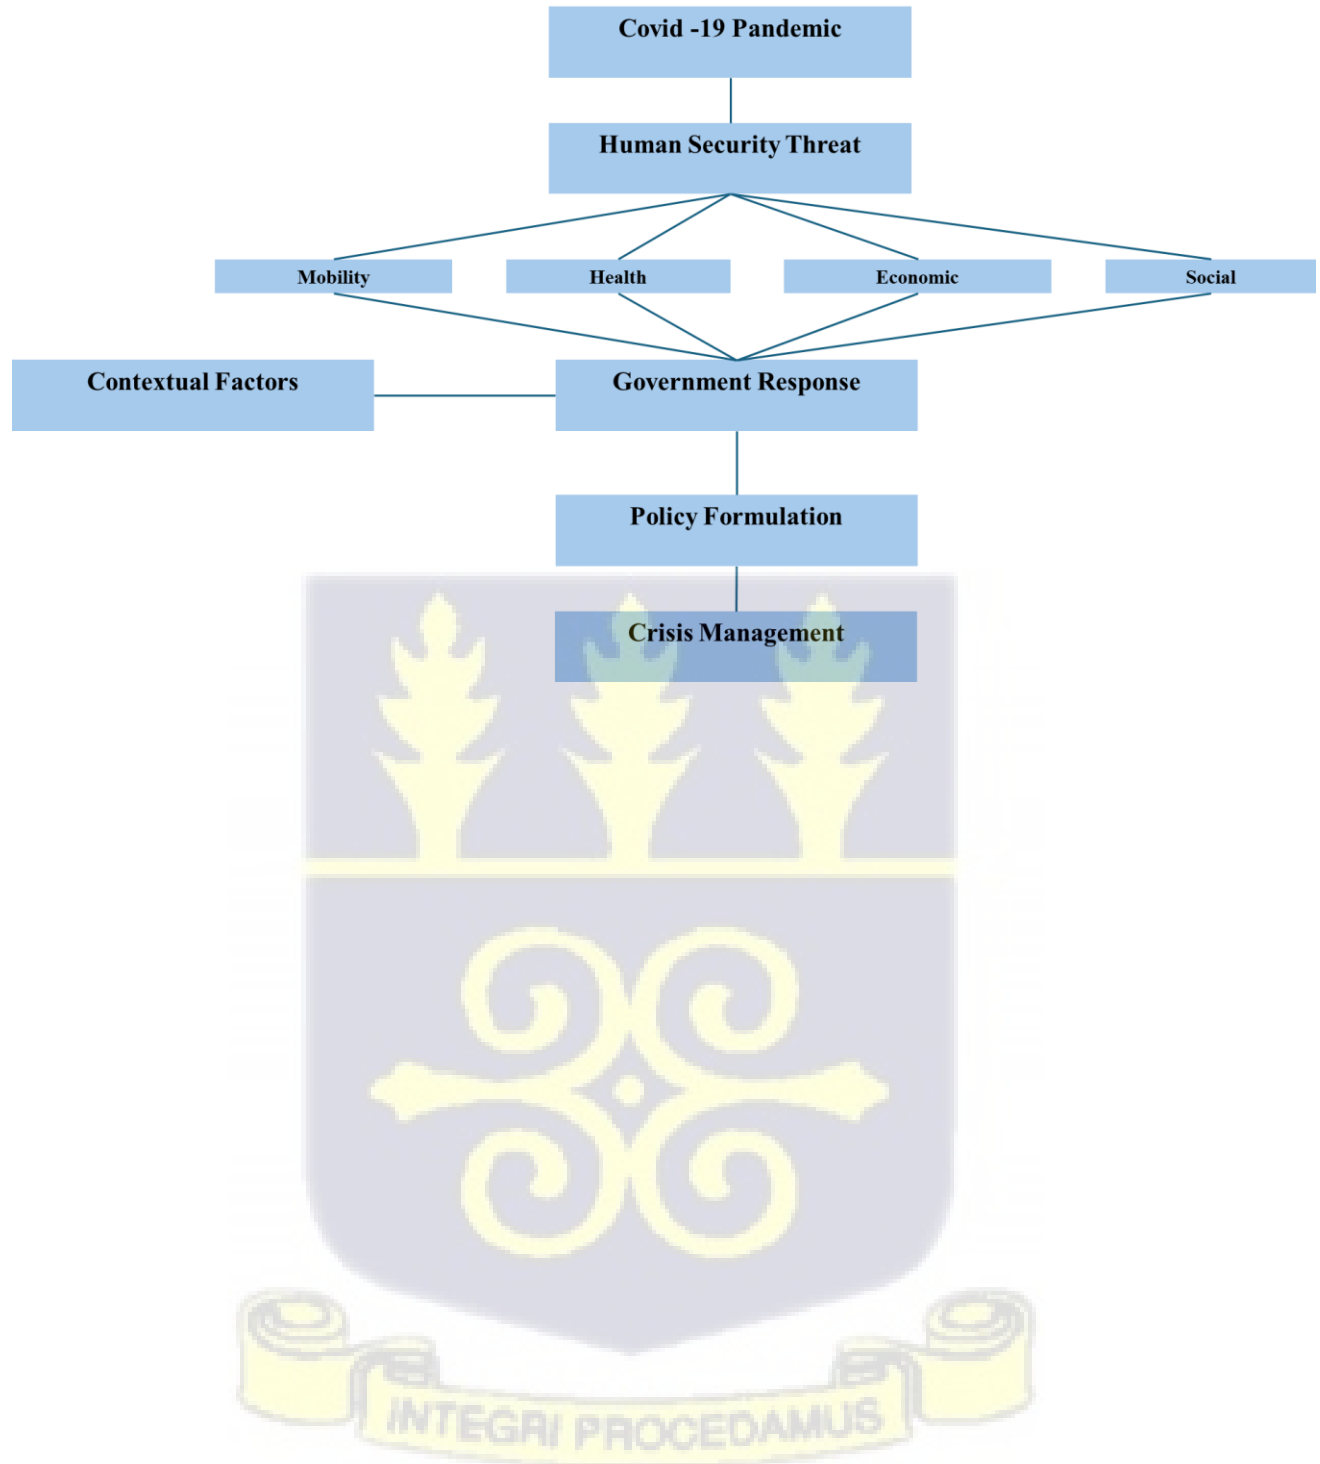 Covid -19 Pandemic
Human Security Threat
Mobility
Health
Economic
Social
Contextual Factors
Government Response
Policy Formulation
Crisis Management
INTEGRI PROCEDAMUS